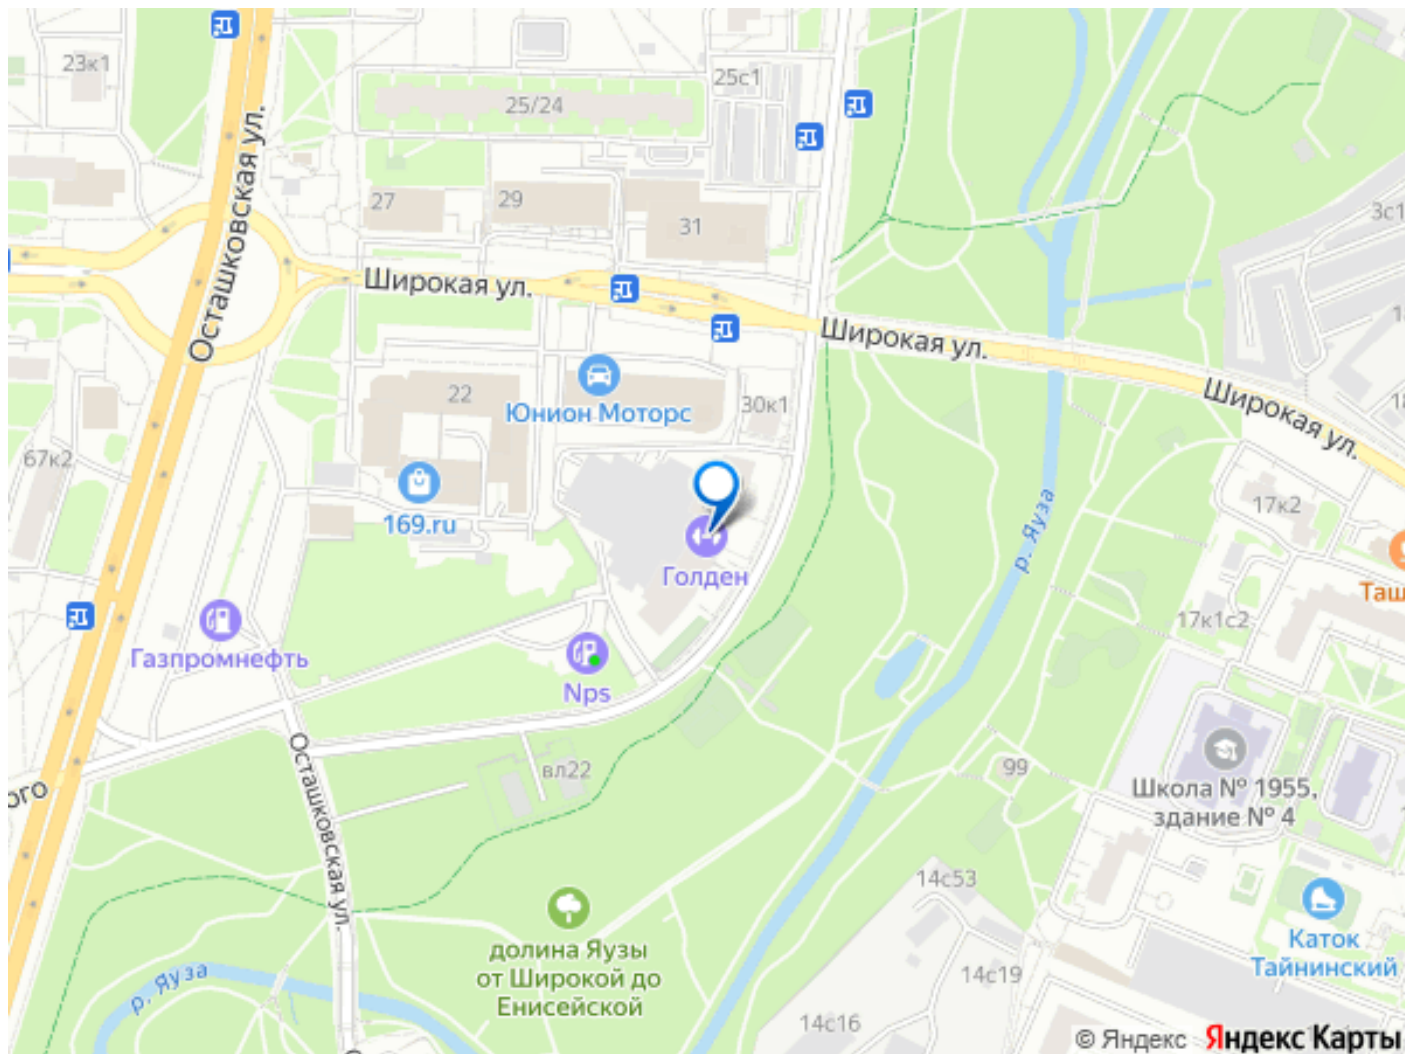 23к1
Осташковская ул.
25/24
25с1
27
29
31
3с1
Широкая ул.
Широкая ул.
Широкая ул.
22
Юнион Моторс
30к1
67к2
169.ru
Голден
р. Яуза
17к2
Таш
17к1с2
Газпромнефть
Nps
Осташковская ул.
вл22
99
ого
Школа № 1955,
здание № 4
14с53
долина Яузы
от Широкой до
Енисейской
р. Яуза
14с19
14с16
Каток
Тайнинский
© Яндекс Яндекс Карты